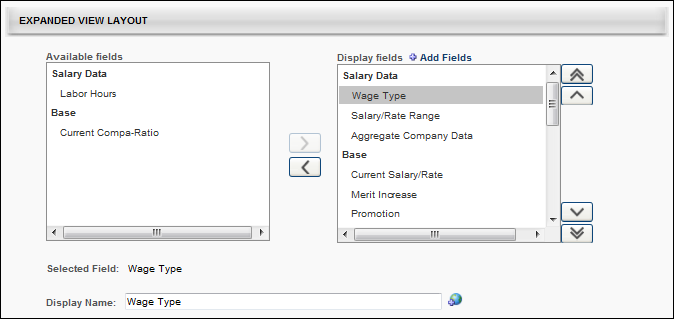 EXPANDED VIEW LAYOUT
Available fields
Salary Data
Labor Hours
Base
Current Compa-Ratio
Display fields Add Fields
Salary Data
Wage Type
Salary/Rate Range
Aggregate Company Data
Base
Current Salary/Rate
Merit Increase
Promotion
Selected Field: Wage Type
Display Name: Wage Type